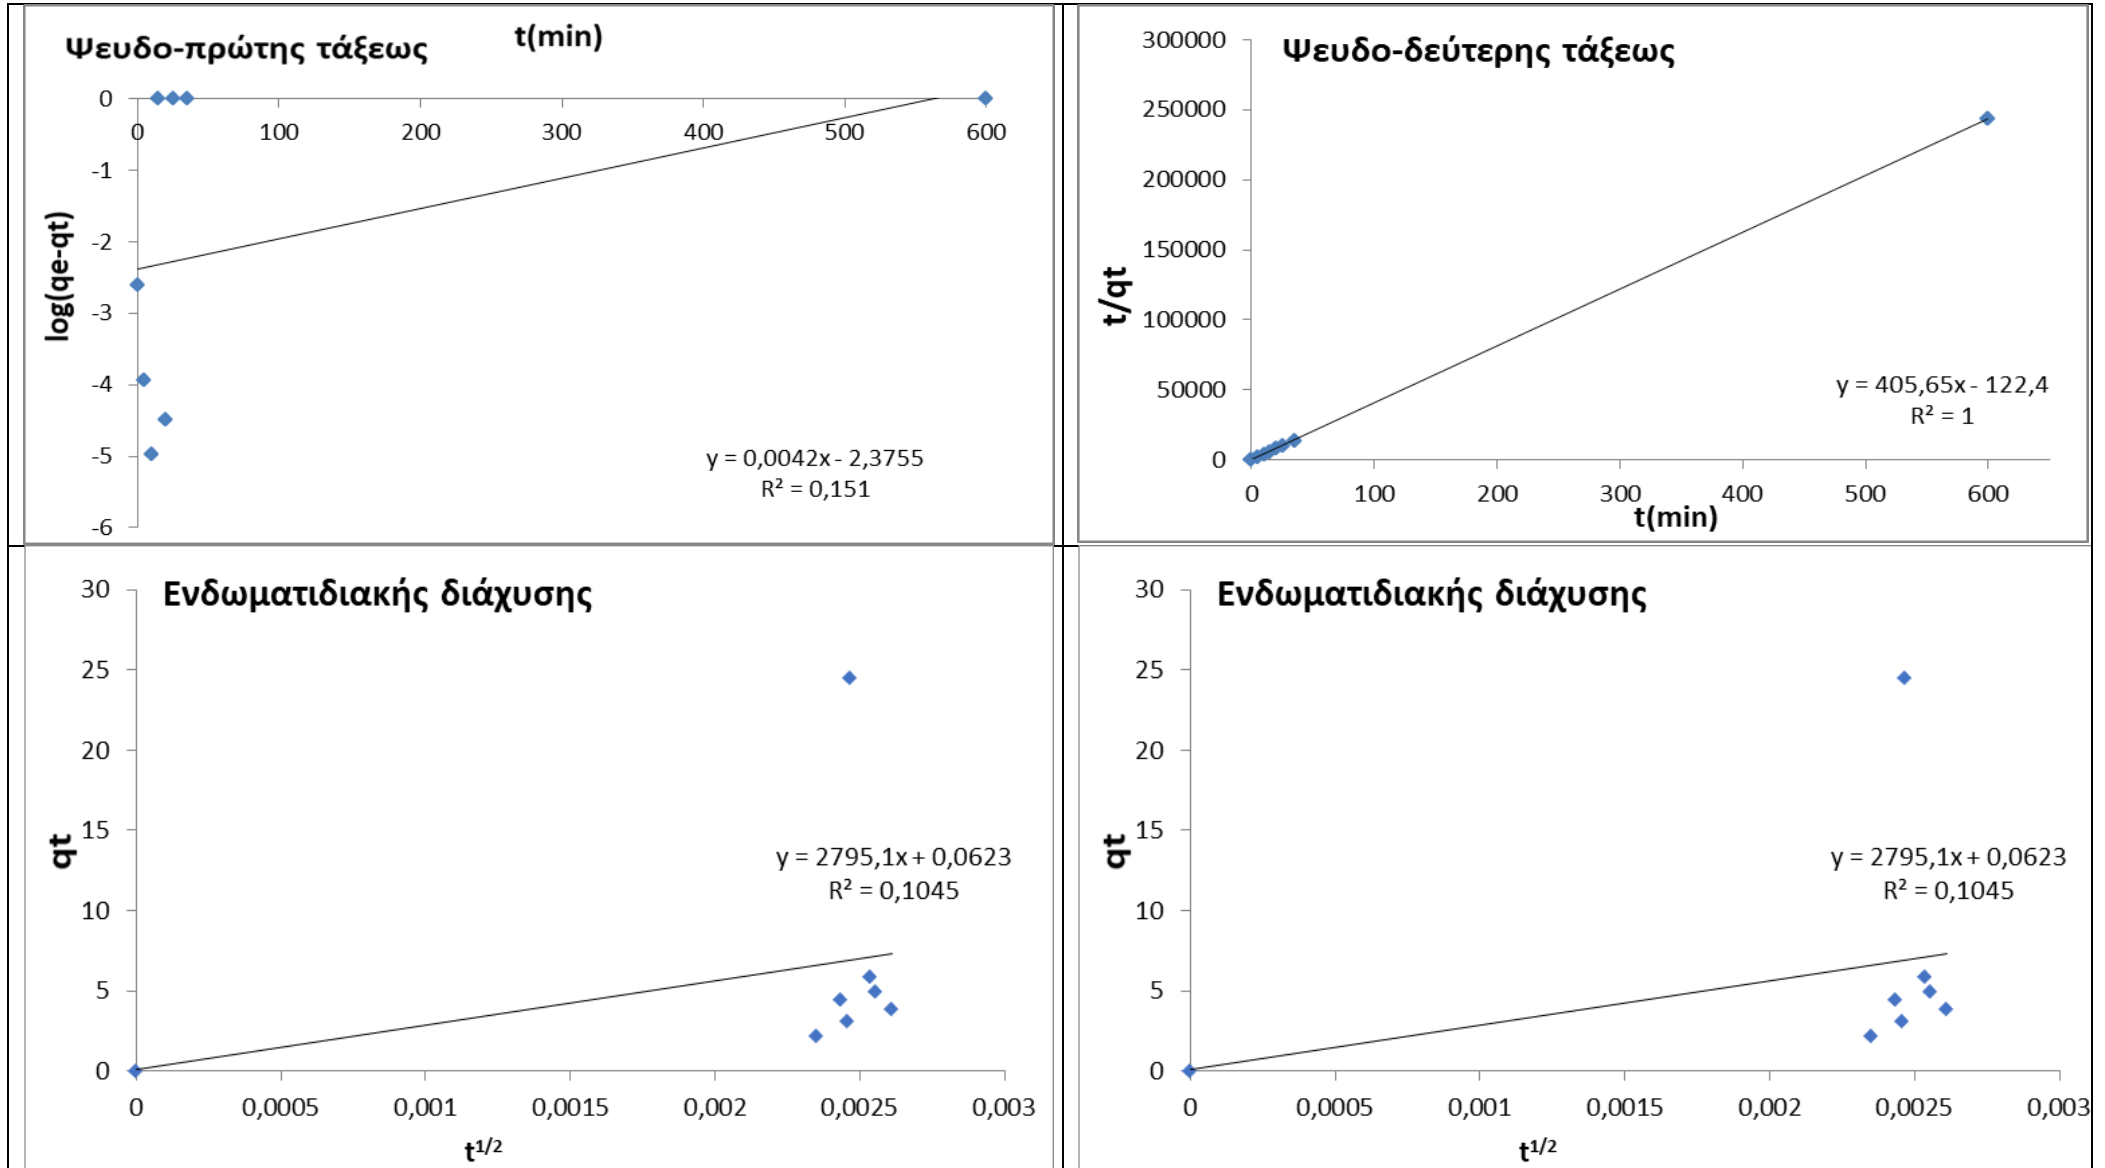 Ψευδο-πρώτης τάξεως
t(min)
0
-1
-2
-3
-4
-5
-6
0 100 200 300 400 500 600
log(qe-qt)
y = 0,0042x - 2,3755
R² = 0,151
Ψευδο-δεύτερης τάξεως
300000
250000
200000
150000
100000
50000
0
0 100 200 300 400 500 600
t/qt
t(min)
y = 405,65x - 122,4
R² = 1
Ενδωματιδιακής διάχυσης
30
25
20
15
10
5
0
qt
y = 2795,1x + 0,0623
R² = 0,1045
0 0,0005 0,001 0,0015 0,002 0,0025 0,003
t1/2
Ενδωματιδιακής διάχυσης
30
25
20
15
10
5
0
qt
y = 2795,1x + 0,0623
R² = 0,1045
0 0,0005 0,001 0,0015 0,002 0,0025 0,003
t1/2